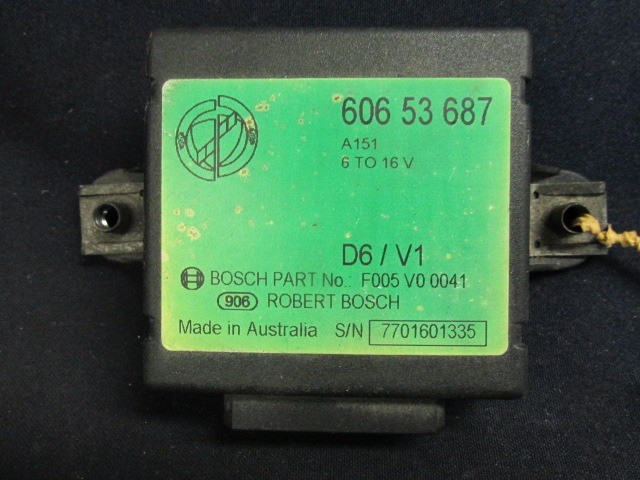 606 53 687
A151
6 TO 16 V
D6 / V1
BOSCH PART No.: F005 V0 0041
906 ROBERT BOSCH
Made in Australia S/N 7701601335